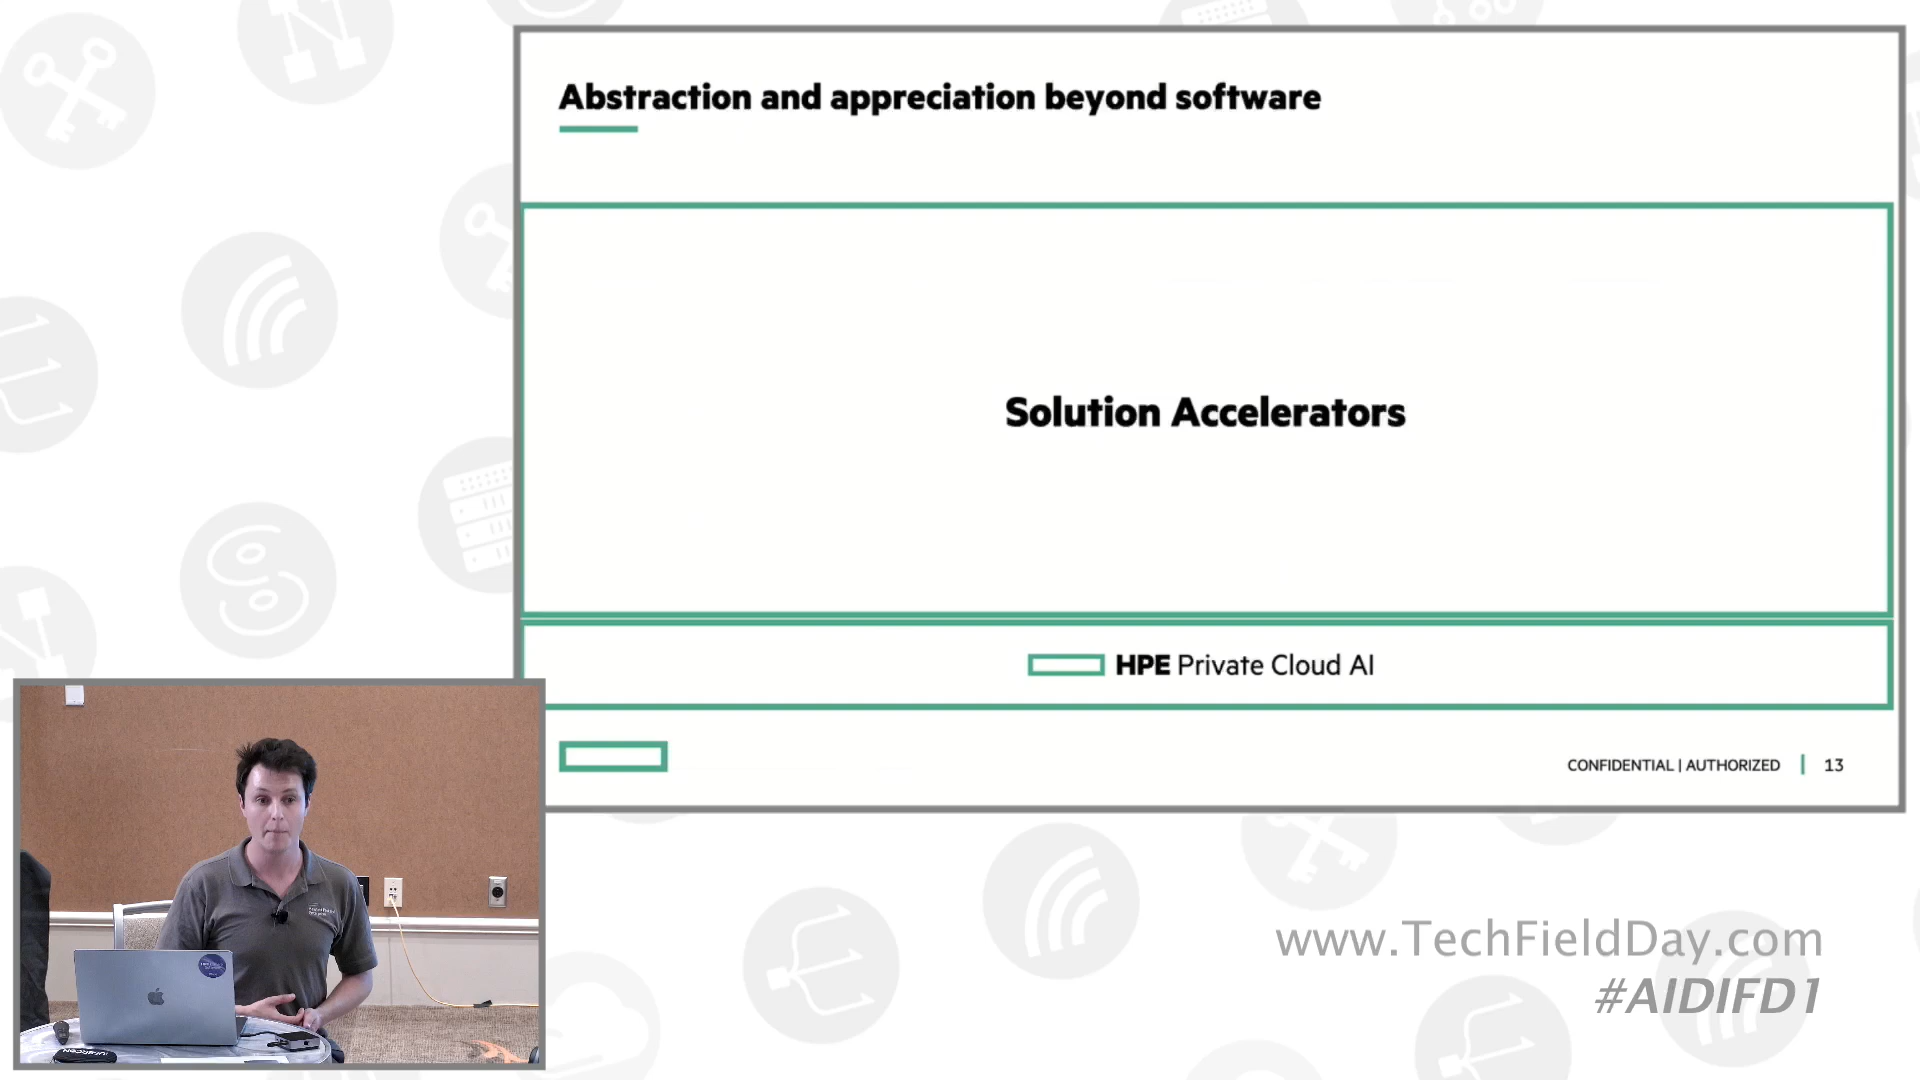 Abstraction and appreciation beyond software
Solution Accelerators
HPE Private Cloud AI
CONFIDENTIAL | AUTHORIZED | 13
www.TechFieldDay.com
#AIDIFD1